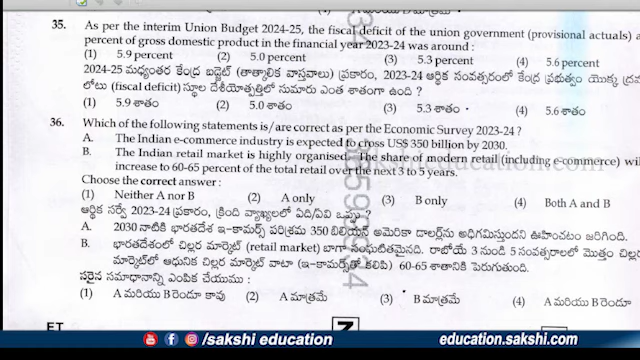 35. As per the interim Union Budget 2024-25, the fiscal deficit of the union government (provisional actuals) a
percent of gross domestic product in the financial year 2023-24 was around :
(1) 5.9 percent (2) 5.0 percent (3) 5.3 percent (4) 5.6 percent
2024-25 మధ్యంతర కేంద్ర బడ్జెట్ (తాత్కాలిక వాస్తవాలు) ప్రకారం, 2023-24 ఆర్థిక సంవత్సరంలో కేంద్ర ప్రభుత్వం యొక్క ద్రవ
లోటు (fiscal deficit) స్థూల దేశీయోత్పత్తిలో సుమారు ఎంత శాతంగా ఉంది ?
(1) 5.9 శాతం (2) 5.0 శాతం (3) 5.3 శాతం (4) 5.6 శాతం
36. Which of the following statements is/are correct as per the Economic Survey 2023-24 ?
A. The Indian e-commerce industry is expected to cross US$ 350 billion by 2030.
B. The Indian retail market is highly organised. The share of modern retail (including e-commerce) wil
increase to 60-65 percent of the total retail over the next 3 to 5 years.
Choose the correct answer :
(1) Neither A nor B (2) A only (3) B only (4) Both A and B
ఆర్థిక సర్వే 2023-24 ప్రకారం, క్రింది వ్యాఖ్యలలో ఏది/ఏవి ఒప్పు ?
A. 2030 నాటికి భారతదేశ ఇ-కామర్స్ పరిశ్రమ 350 బిలియన్ అమెరికా డాలర్లను అధిగమిస్తుందని ఊహించటం జరిగింది.
B. భారతదేశంలో చిల్లర మార్కెట్ (retail market) బాగా సంఘటితమైనది. రాబోయే 3 నుండి 5 సంవత్సరాలలో మొత్తం చిల్లర
మార్కెట్‌లో ఆధునిక చిల్లర మార్కెట్ వాటా (ఇ-కామర్స్‌తో కలిపి) 60-65 శాతానికి పెరుగుతుంది.
సరైన సమాధానాన్ని ఎంపిక చేయుము :
(1) A మరియు B రెండూ కావు (2) A మాత్రమే (3) B మాత్రమే (4) A మరియు B రెండూ
ET Z
/sakshi education education.sakshi.com